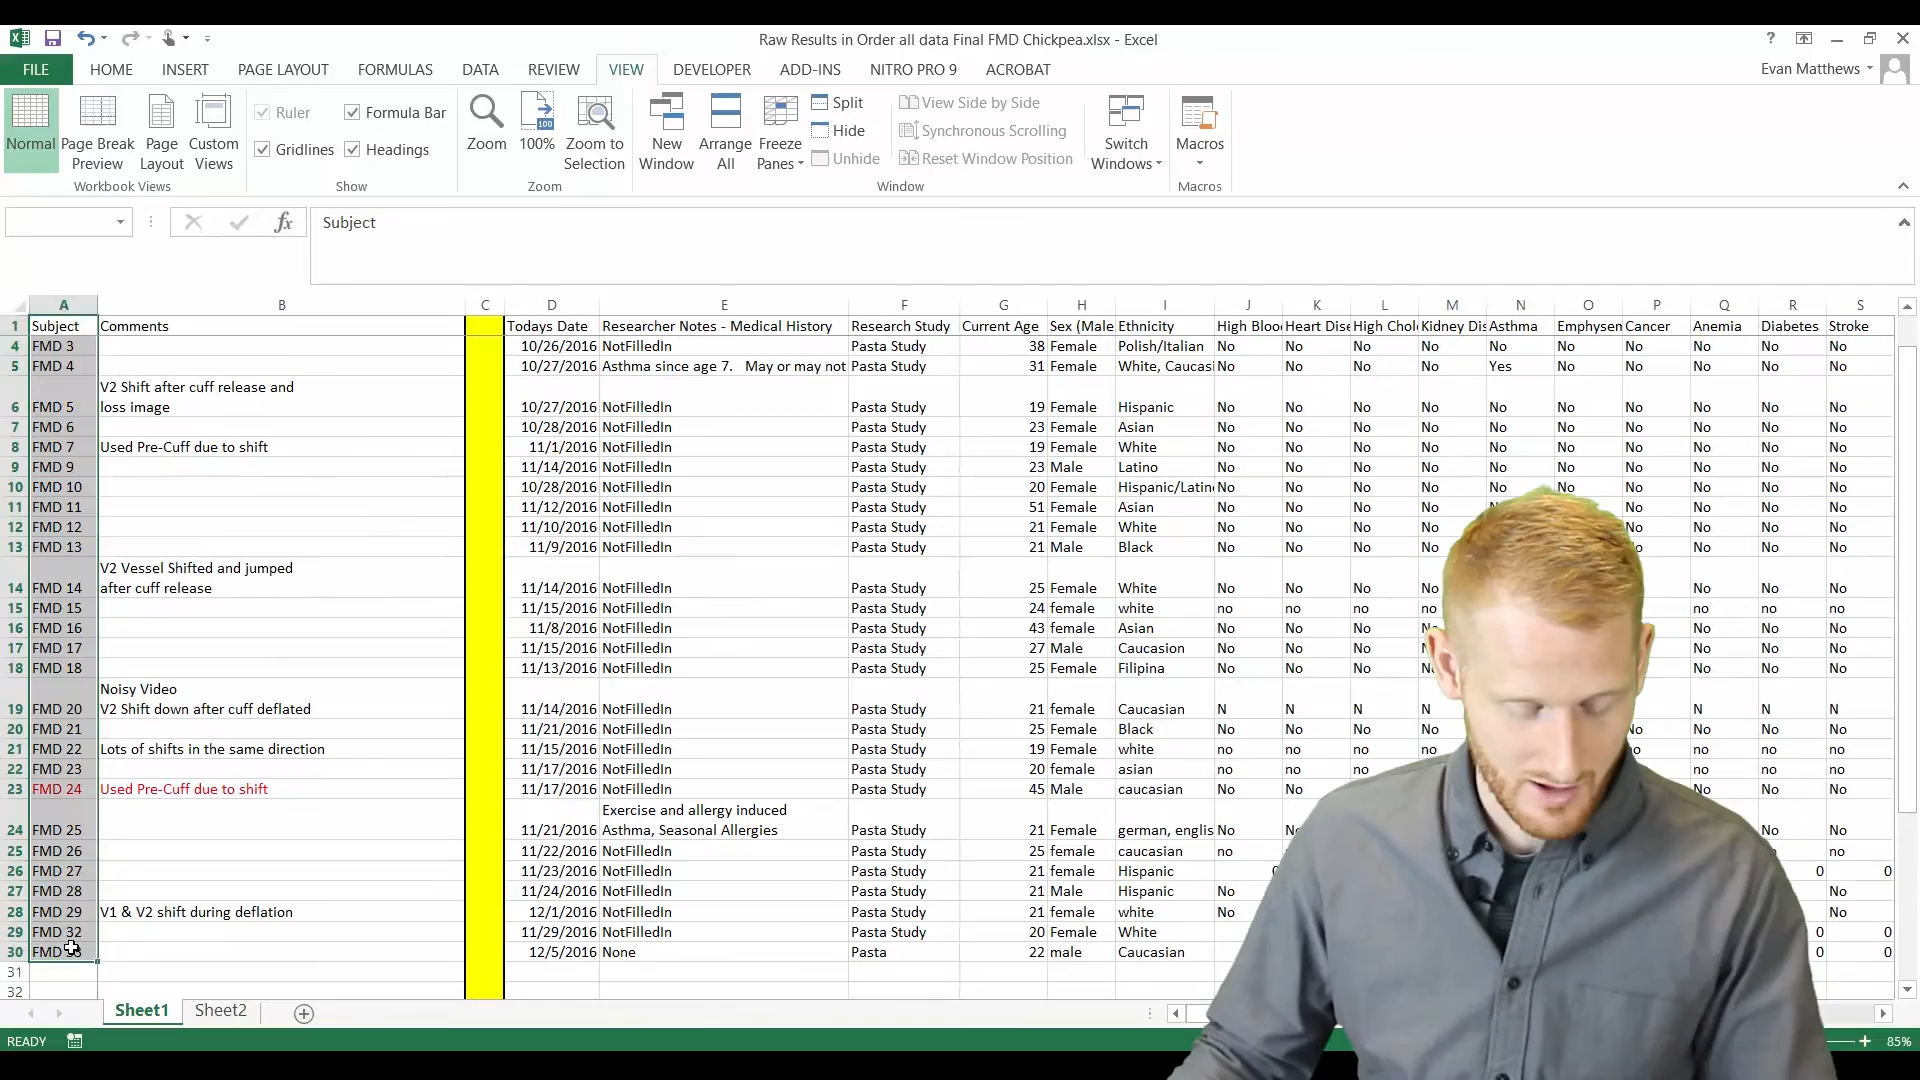 Raw Results in Order all data Final FMD Chickpea.xlsx - Excel
FILE HOME INSERT PAGE LAYOUT FORMULAS DATA REVIEW VIEW DEVELOPER ADD-INS NITRO PRO 9 ACROBAT Evan Matthews
Normal Page Break Preview Page Layout Custom Views
Workbook Views
Ruler Formula Bar
Gridlines Headings
Show
Zoom 100% Zoom to Selection
Zoom
New Window Arrange All Freeze Panes
Split View Side by Side
Hide Synchronous Scrolling
Unhide Reset Window Position
Switch Windows
Window
Macros
Macros
fx Subject
A B C D E F G H I J K L M N O P Q R S
1 Subject Comments Todays Date Researcher Notes - Medical History Research Study Current Age Sex (Male Ethnicity High Blood Heart Dise High Chole Kidney Dis Asthma Emphysem Cancer Anemia Diabetes Stroke
4 FMD 3 10/26/2016 NotFilledIn Pasta Study 38 Female Polish/Italian No No No No No No No No No No
5 FMD 4 10/27/2016 Asthma since age 7. May or may not Pasta Study 31 Female White, Caucasi No No No No Yes No No No No No
V2 Shift after cuff release and
6 FMD 5 loss image 10/27/2016 NotFilledIn Pasta Study 19 Female Hispanic No No No No No No No No No No
7 FMD 6 10/28/2016 NotFilledIn Pasta Study 23 Female Asian No No No No No No No No No No
8 FMD 7 Used Pre-Cuff due to shift 11/1/2016 NotFilledIn Pasta Study 19 Female White No No No No No No No No No No
9 FMD 9 11/14/2016 NotFilledIn Pasta Study 23 Male Latino No No No No No No No No No No
10 FMD 10 10/28/2016 NotFilledIn Pasta Study 20 Female Hispanic/Latin No No No No No No No No No No
11 FMD 11 11/12/2016 NotFilledIn Pasta Study 51 Female Asian No No No No No No No No
12 FMD 12 11/10/2016 NotFilledIn Pasta Study 21 Female White No No No No No No No No
13 FMD 13 11/9/2016 NotFilledIn Pasta Study 21 Male Black No No No No No No No
V2 Vessel Shifted and jumped
14 FMD 14 after cuff release 11/14/2016 NotFilledIn Pasta Study 25 Female White No No No No No No No
15 FMD 15 11/15/2016 NotFilledIn Pasta Study 24 female white no no no no no no no
16 FMD 16 11/8/2016 NotFilledIn Pasta Study 43 female Asian No No No No No No
17 FMD 17 11/15/2016 NotFilledIn Pasta Study 27 Male Caucasion No No No No No No
18 FMD 18 11/13/2016 NotFilledIn Pasta Study 25 Female Filipina No No No No No No
Noisy Video
19 FMD 20 V2 Shift down after cuff deflated 11/14/2016 NotFilledIn Pasta Study 21 female Caucasian N N N N N N N
20 FMD 21 11/21/2016 NotFilledIn Pasta Study 25 Female Black No No No No No No No
21 FMD 22 Lots of shifts in the same direction 11/15/2016 NotFilledIn Pasta Study 19 Female white no no no no no no no
22 FMD 23 11/17/2016 NotFilledIn Pasta Study 20 female asian no no no no no no
23 FMD 24 Used Pre-Cuff due to shift 11/17/2016 NotFilledIn Pasta Study 45 Male caucasian No No No No No
Exercise and allergy induced
24 FMD 25 11/21/2016 Asthma, Seasonal Allergies Pasta Study 21 Female german, englis No No No
25 FMD 26 11/22/2016 NotFilledIn Pasta Study 25 female caucasian no no
26 FMD 27 11/23/2016 NotFilledIn Pasta Study 21 female Hispanic 0 0
27 FMD 28 11/24/2016 NotFilledIn Pasta Study 21 Male Hispanic No No
28 FMD 29 V1 & V2 shift during deflation 12/1/2016 NotFilledIn Pasta Study 21 female white No No
29 FMD 32 11/29/2016 NotFilledIn Pasta Study 20 Female White 0 0
30 FMD 12/5/2016 None Pasta 22 male Caucasian 0 0
31
32
Sheet1 Sheet2
READY 85%